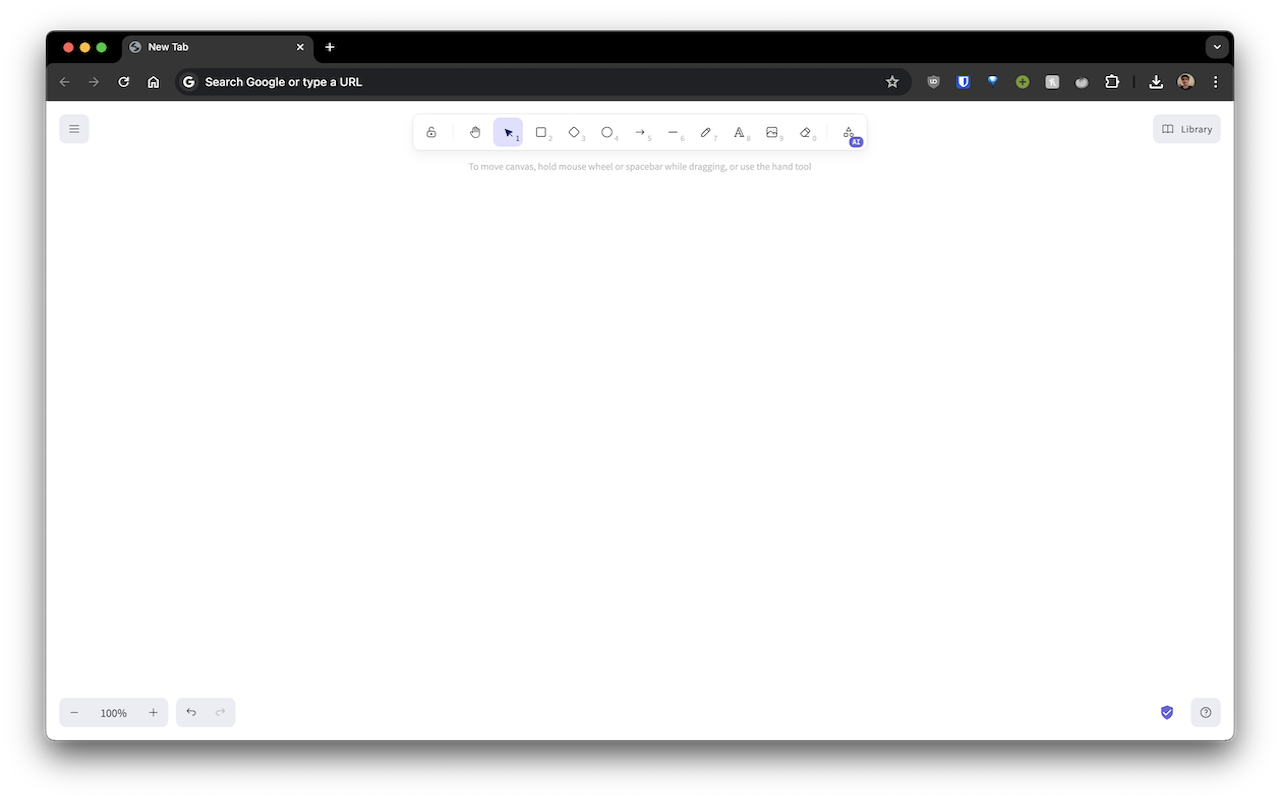 New Tab
Search Google or type a URL
1 2 3 4 5 6 7 8 9 0 AI
Library
To move canvas, hold mouse wheel or spacebar while dragging, or use the hand tool
100%